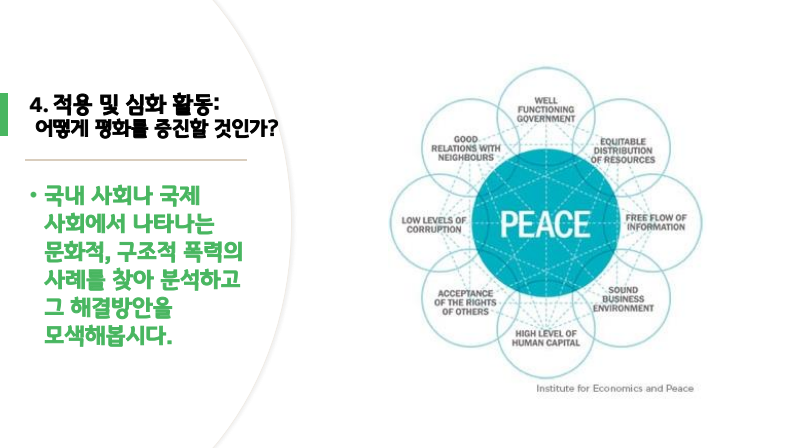 4. 적용 및 심화 활동:
어떻게 평화를 증진할 것인가?
• 국내 사회나 국제
사회에서 나타나는
문화적, 구조적 폭력의
사례를 찾아 분석하고
그 해결방안을
모색해봅시다.
WELL
FUNCTIONING
GOVERNMENT
GOOD
RELATIONS WITH
NEIGHBOURS
EQUITABLE
DISTRIBUTION
OF RESOURCES
LOW LEVELS OF
CORRUPTION
PEACE
FREE FLOW OF
INFORMATION
ACCEPTANCE
OF THE RIGHTS
OF OTHERS
SOUND
BUSINESS
ENVIRONMENT
HIGH LEVEL OF
HUMAN CAPITAL
Institute for Economics and Peace